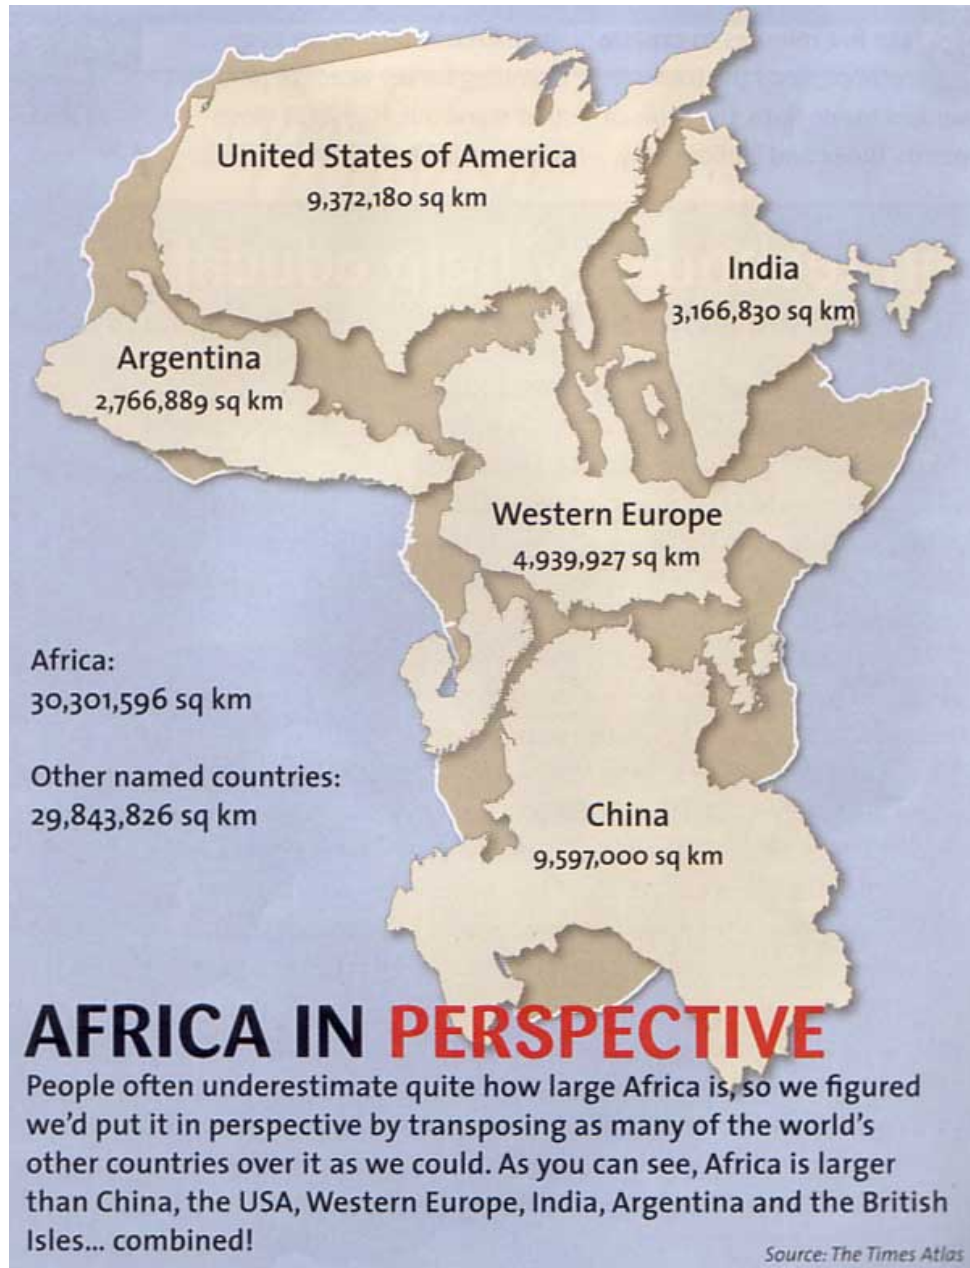 United States of America
9,372,180 sq km
India
3,166,830 sq km
Argentina
2,766,889 sq km
Western Europe
4,939,927 sq km
Africa:
30,301,596 sq km
Other named countries:
29,843,826 sq km
China
9,597,000 sq km
AFRICA IN PERSPECTIVE
People often underestimate quite how large Africa is, so we figured
we'd put it in perspective by transposing as many of the world's
other countries over it as we could. As you can see, Africa is larger
than China, the USA, Western Europe, India, Argentina and the British
Isles... combined!
Source: The Times Atlas